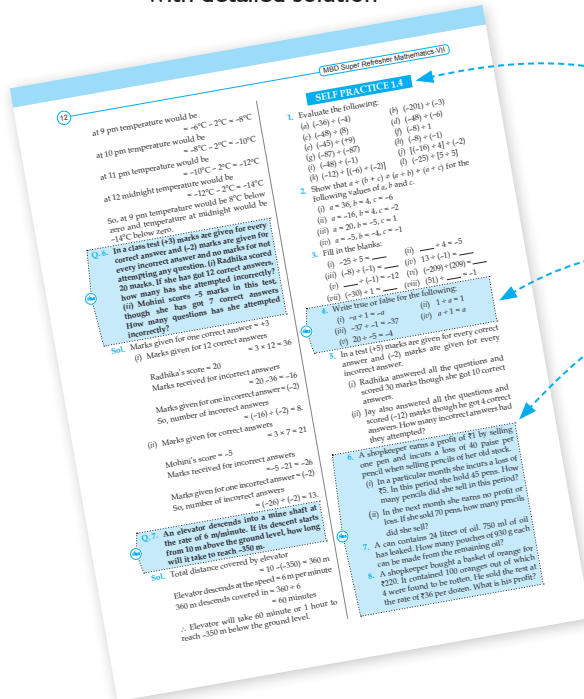 with detailed solution
MBD Super Refresher Mathematics-VII
12
at 9 pm temperature would be
= –6°C – 2°C = –8°C
at 10 pm temperature would be
= –8°C – 2°C = –10°C
at 11 pm temperature would be
= –10°C – 2°C = –12°C
at 12 midnight temperature would be
= –12°C – 2°C = –14°C
So, at 9 pm temperature would be 8°C below
zero and temperature at midnight would be
–14°C below zero.
Q. 6. In a class test (+3) marks are given for every
correct answer and (–2) marks are given for
every incorrect answer and no marks for not
attempting any question. (i) Radhika scored
20 marks. If she has got 12 correct answers,
how many has she attempted incorrectly?
(ii) Mohini scores –5 marks in this test,
though she has got 7 correct answers
How many questions has she attempted
incorrectly?
Sol. Marks given for one correct answer = +3
(i) Marks given for 12 correct answers
= 3 × 12 = 36
Radhika's score = 20
Marks received for incorrect answers
= 20 –36 = –16
Marks given for one in correct answer = (–2)
So, number of incorrect answers
= (–16) ÷ (–2) = 8.
(ii) Marks given for correct answers
= 3 × 7 = 21
Mohini's score = –5
Marks received for incorrect answers
= –5 –21 = –26
Marks given for one incorrect answer = (–2)
So, number of incorrect answers
= (–26) ÷ (–2) = 13.
Q. 7. An elevator descends into a mine shaft at
the rate of 6 m/minute. If its descent starts
from 10 m above the ground level, how long
will it take to reach –350 m.
Sol. Total distance covered by elevator
= 10 –(–350) = 360 m
Elevator descends at the speed = 6 m per minute
360 m descends covered in = 360 ÷ 6
= 60 minutes
∴ Elevator will take 60 minute or 1 hour to
reach –350 m below the ground level.
SELF PRACTICE 1.4
1. Evaluate the following:
(a) (–36) ÷ (–4) (b) (–201) ÷ (–3)
(c) (–48) ÷ (8) (d) (–48) ÷ (–6)
(e) (–45) ÷ (+9) (f) (–8) ÷ 1
(g) (–87) ÷ (–87) (h) (–8) ÷ (–1)
(i) (–48) ÷ (–1) (j) [(–16) ÷ 4] ÷ (–2)
(k) (–12) ÷ [(–6) ÷ (–2)] (l) (–25) ÷ [5 ÷ 5]
2. Show that a ÷ (b + c) ≠ (a ÷ b) + (a ÷ c) for the
following values of a, b and c.
(i) a = 36, b = 4, c = –6
(ii) a = –16, b = 4, c = –2
(iii) a = 20, b = –5, c = 1
(iv) a = –5, b = –4, c = –1
3. Fill in the blanks:
(i) –25 ÷ 5 = ___ (ii) ___ ÷ 4 = –5
(iii) (–8) ÷ (–1) = ___ (iv) 13 ÷ (–1) = ___
(v) ___ ÷ (–1) = –12 (vi) (–209) ÷ (209) = ___
(vii) (–30) ÷ 1 = ___ (viii) (51) ÷ ___ = –1
4. Write true or false for the following:
(i) –a ÷ 1 = –a (ii) 1 ÷ a = 1
(iii) –37 ÷ –1 = –37 (iv) a ÷ 1 = a
(v) 20 ÷ –5 = –4
5. In a test (+5) marks are given for every correct
answer and (–2) marks are given for every
incorrect answer.
(i) Radhika answered all the questions and
scored 30) marks though she got 10 correct
answers.
(ii) Jay also answered all the questions and
scored (–12) marks though he got 4 correct
answers. How many incorrect answers had
they attempted?
6. A shopkeeper earns a profit of ₹1 by selling
one pen and incurs a loss of 40 paise per
pencil when selling pencils of her old stock.
(i) In a particular month she incurs a loss of
₹5. In this period she hold 45 pens. How
many pencils did she sell in this period?
(ii) In the next month she earns no profit or
loss. If she sold 70 pens, how many pencils
did she sell?
7. A can contains 24 litres of oil. 750 ml of oil
has leaked. How many pouches of 930 g each
can be made from the remaining oil?
8. A shopkeeper bought a basket of orange for
₹220. It contained 100 oranges out of which
4 were found to be rotten. He sold the rest at
the rate of ₹36 per dozen. What is his profit?